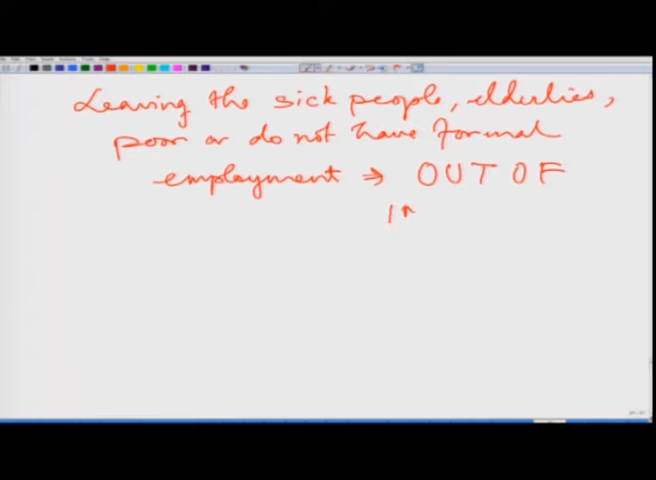 Leaving the sick people, elderlies,
poor or do not have formal
employment ⇒ OUT OF